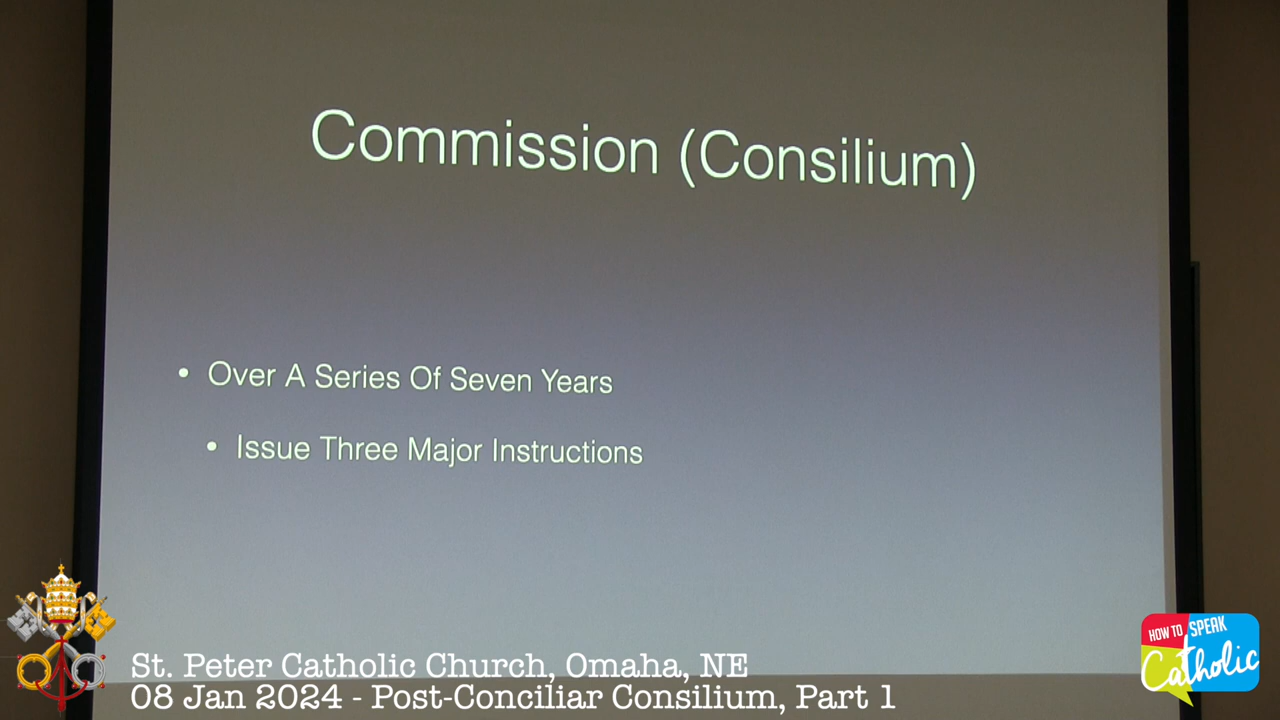 Commission (Consilium)
• Over A Series Of Seven Years
• Issue Three Major Instructions
St. Peter Catholic Church, Omaha, NE
08 Jan 2024 - Post-Conciliar Consilium, Part 1
HOW TO SPEAK
Catholic